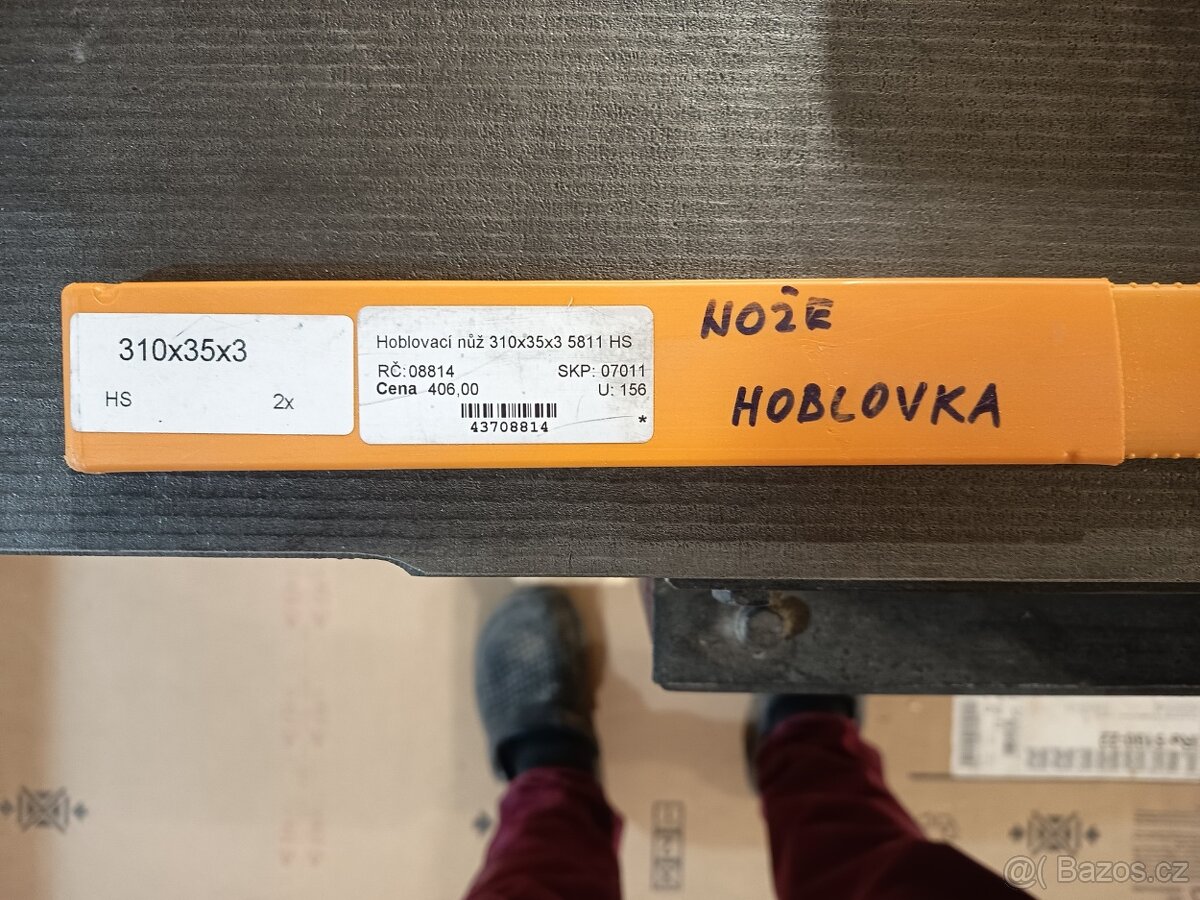 310x35x3
HS 2x
Hoblovací nůž 310x35x3 5811 HS
RČ:08814 SKP: 07011
Cena 406,00 U: 156
43708814 *
NOŽE
HOBLOVKA
LIEBHERR
@( Bazos.cz